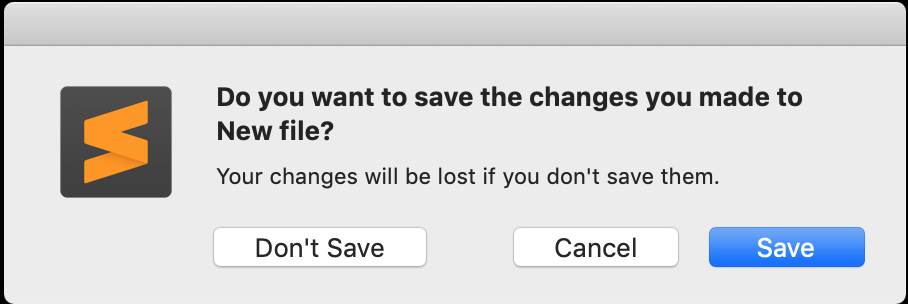 Do you want to save the changes you made to
New file?
Your changes will be lost if you don't save them.
Don't Save
Cancel
Save